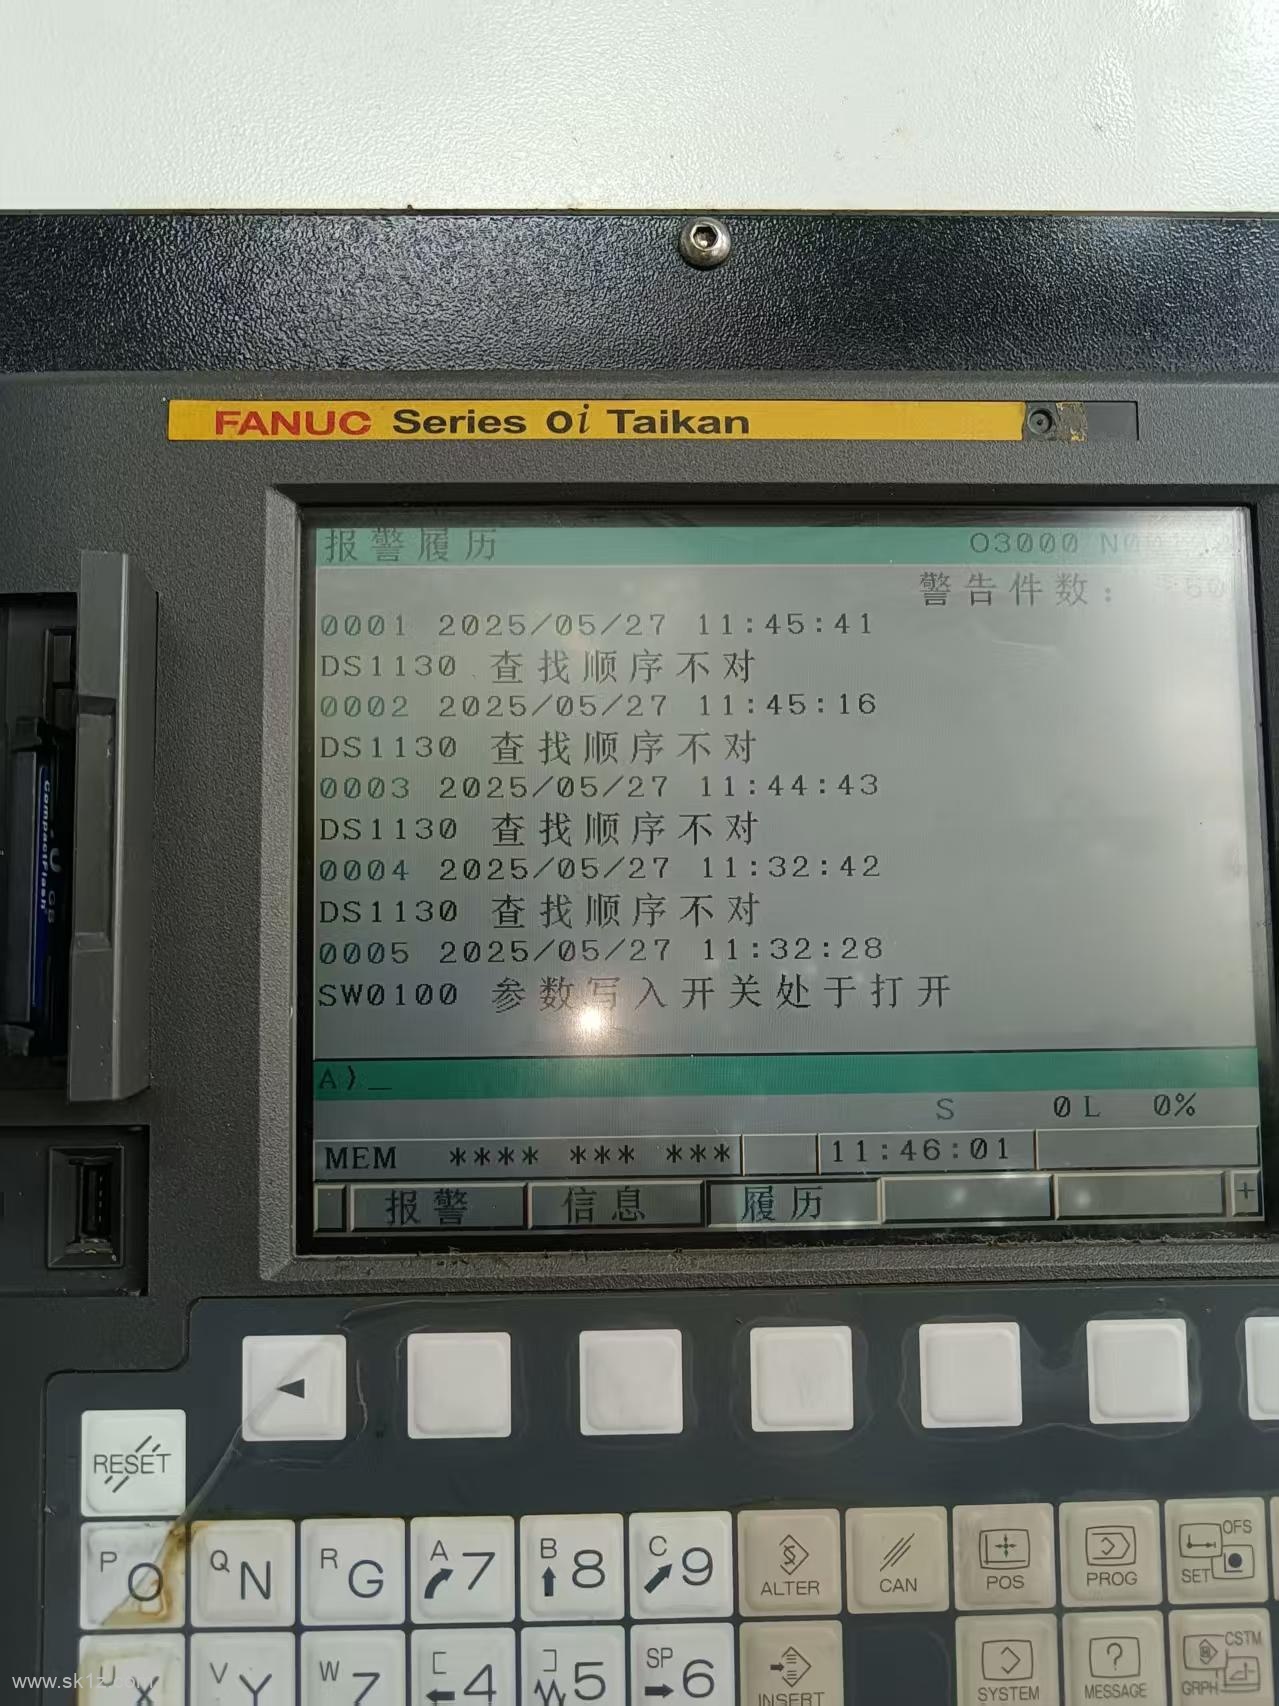 FANUC Series 0i Taikan
报警履历 O3000
警告件数：
0001 2025/05/27 11:45:41
DS1130 查找顺序不对
0002 2025/05/27 11:45:16
DS1130 查找顺序不对
0003 2025/05/27 11:44:43
DS1130 查找顺序不对
0004 2025/05/27 11:32:42
DS1130 查找顺序不对
0005 2025/05/27 11:32:28
SW0100 参数写入开关处于打开
A)_
S 0 L 0%
MEM **** *** *** 11:46:01
报警 信息 履历 +
CompactFlash
GB
RESET
P O Q N R G A 7 B 8 C 9 ALTER CAN POS PROG OFS SET
U X V Y W Z [ 4 ] 5 SP 6 INSERT SYSTEM MESSAGE CSTM GRPH
www.sk1z.com